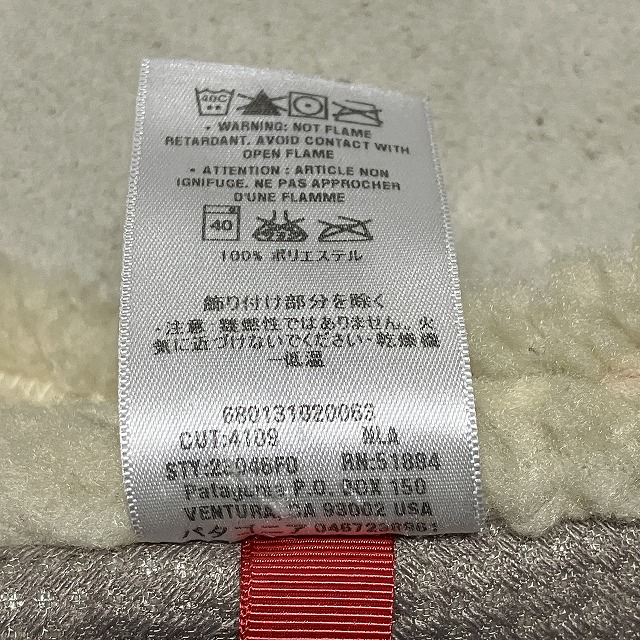 40C
• WARNING: NOT FLAME
RETARDANT. AVOID CONTACT WITH
OPEN FLAME
• ATTENTION : ARTICLE NON
IGNIFUGE. NE PAS APPROCHER
D'UNE FLAMME
40
100% ポリエステル
飾り付け部分を除く
・注意：難燃性ではありません。火
気に近づけないでください・乾燥機
―低温
680131020063
CUT:4109 NLA
RN:51884
Patagonia P.O. BOX 150
VENTURA, CA 93002 USA
パタゴニア